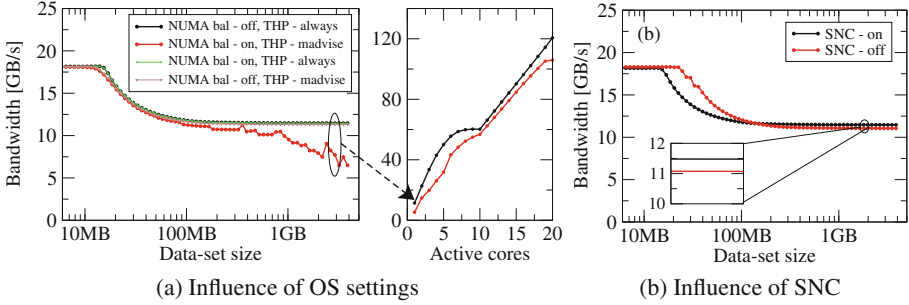 NUMA bal - off, THP - always
NUMA bal - on, THP - madvise
NUMA bal - on, THP - always
NUMA bal - off, THP - madvise
Bandwidth [GB/s]
25
20
15
10
5
0
10MB 100MB 1GB
Data-set size
120
80
40
0
0 5 10 15 20
Active cores
(a) Influence of OS settings
(b)
SNC - on
SNC - off
Bandwidth [GB/s]
25
20
15
10
5
0
12
11
10
10MB 100MB 1GB
Data-set size
(b) Influence of SNC